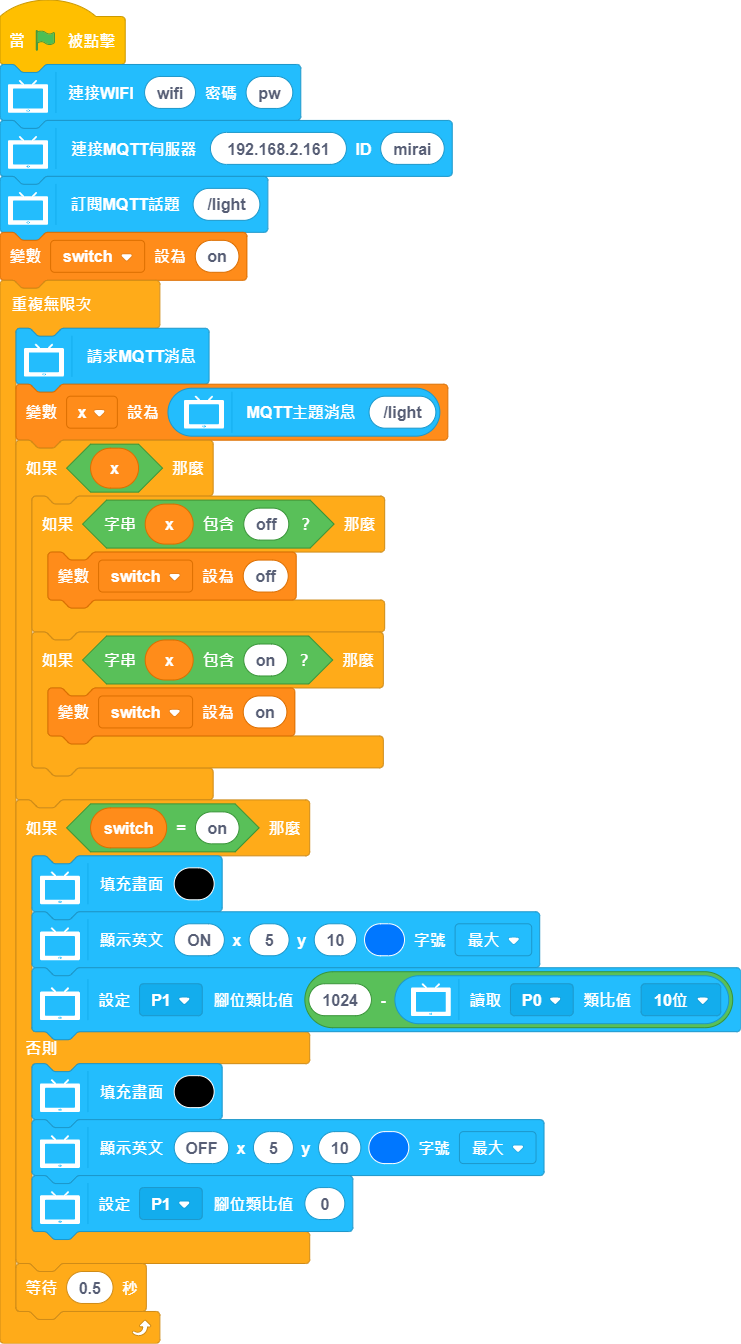 當 被點擊
連接WIFI wifi 密碼 pw
連接MQTT伺服器 192.168.2.161 ID mirai
訂閱MQTT話題 /light
變數 switch 設為 on
重複無限次
請求MQTT消息
變數 x 設為 MQTT主題消息 /light
如果 x 那麼
如果 字串 x 包含 off ? 那麼
變數 switch 設為 off
如果 字串 x 包含 on ? 那麼
變數 switch 設為 on
如果 switch = on 那麼
填充畫面
顯示英文 ON x 5 y 10 字號 最大
設定 P1 腳位類比值 1024 - 讀取 P0 類比值 10位
否則
填充畫面
顯示英文 OFF x 5 y 10 字號 最大
設定 P1 腳位類比值 0
等待 0.5 秒